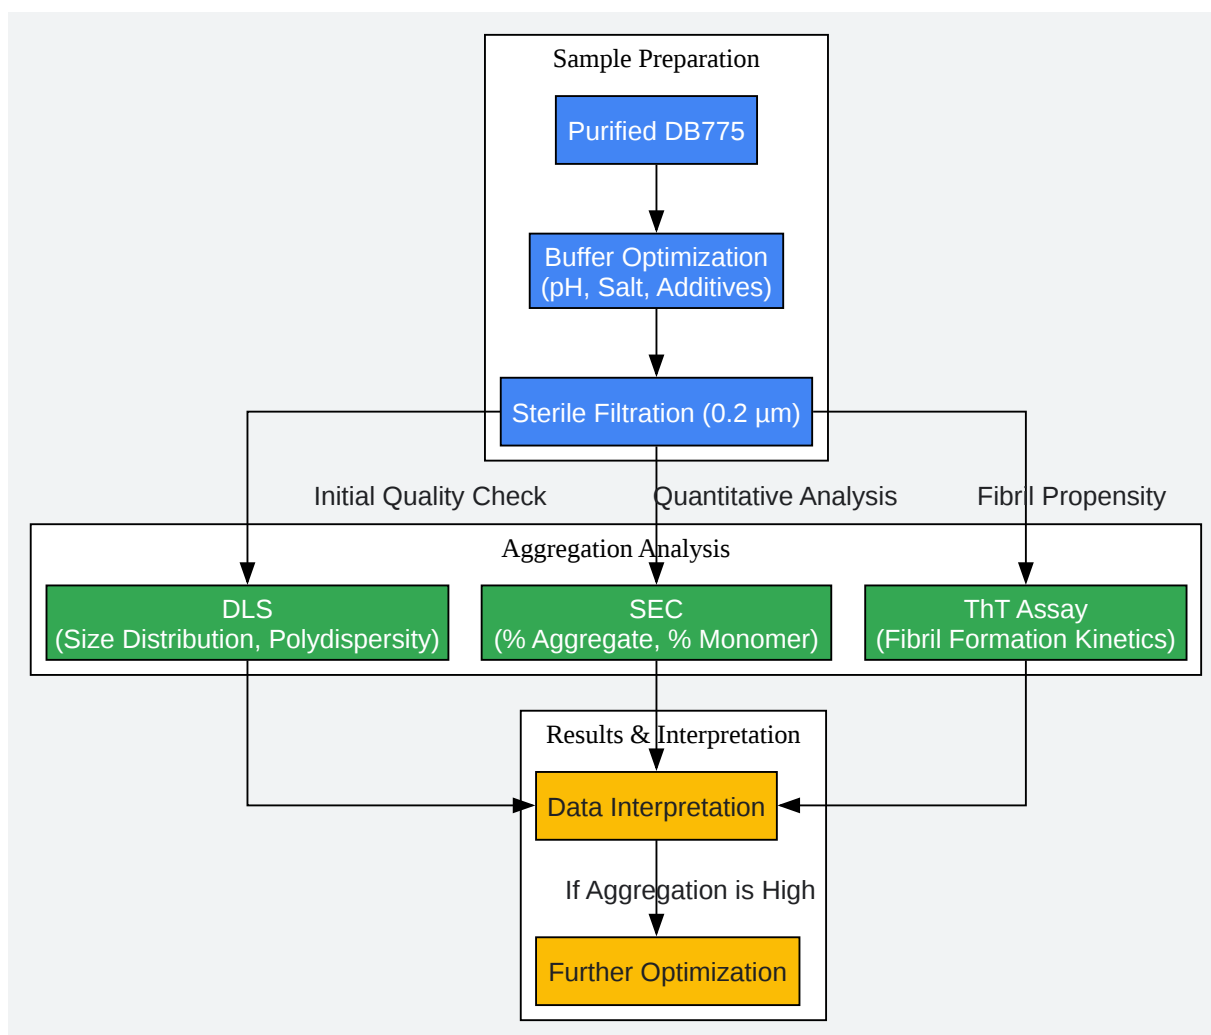 Sample Preparation
Purified DB775
Buffer Optimization
(pH, Salt, Additives)
Sterile Filtration (0.2 µm)
Initial Quality Check
Quantitative Analysis
Fibril Propensity
Aggregation Analysis
DLS
(Size Distribution, Polydispersity)
SEC
(% Aggregate, % Monomer)
ThT Assay
(Fibril Formation Kinetics)
Results & Interpretation
Data Interpretation
If Aggregation is High
Further Optimization